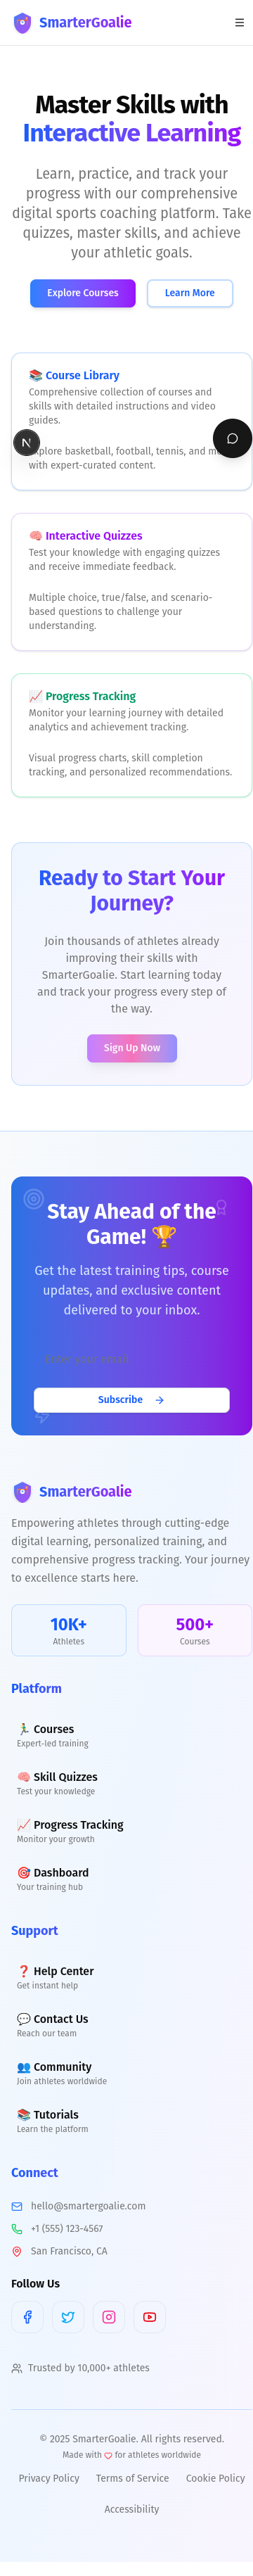 SmarterGoalie
Master Skills with
Interactive Learning
Learn, practice, and track your
progress with our comprehensive
digital sports coaching platform. Take
quizzes, master skills, and achieve
your athletic goals.
Explore Courses
Learn More
📚 Course Library
Comprehensive collection of courses and
skills with detailed instructions and video
guides.
N
xplore basketball, football, tennis, and m
with expert-curated content.
🧠 Interactive Quizzes
Test your knowledge with engaging quizzes
and receive immediate feedback.
Multiple choice, true/false, and scenario-
based questions to challenge your
understanding.
📈 Progress Tracking
Monitor your learning journey with detailed
analytics and achievement tracking.
Visual progress charts, skill completion
tracking, and personalized recommendations.
Ready to Start Your
Journey?
Join thousands of athletes already
improving their skills with
SmarterGoalie. Start learning today
and track your progress every step of
the way.
Sign Up Now
Stay Ahead of the
Game! 🏆
Get the latest training tips, course
updates, and exclusive content
delivered to your inbox.
Enter your email
Subscribe →
SmarterGoalie
Empowering athletes through cutting-edge
digital learning, personalized training, and
comprehensive progress tracking. Your journey
to excellence starts here.
10K+
Athletes
500+
Courses
Platform
🏃‍♂️ Courses
Expert-led training
🧠 Skill Quizzes
Test your knowledge
📈 Progress Tracking
Monitor your growth
🎯 Dashboard
Your training hub
Support
❓ Help Center
Get instant help
💬 Contact Us
Reach our team
👥 Community
Join athletes worldwide
📚 Tutorials
Learn the platform
Connect
hello@smartergoalie.com
+1 (555) 123-4567
San Francisco, CA
Follow Us
Trusted by 10,000+ athletes
© 2025 SmarterGoalie. All rights reserved.
Made with ♡ for athletes worldwide
Privacy Policy
Terms of Service
Cookie Policy
Accessibility